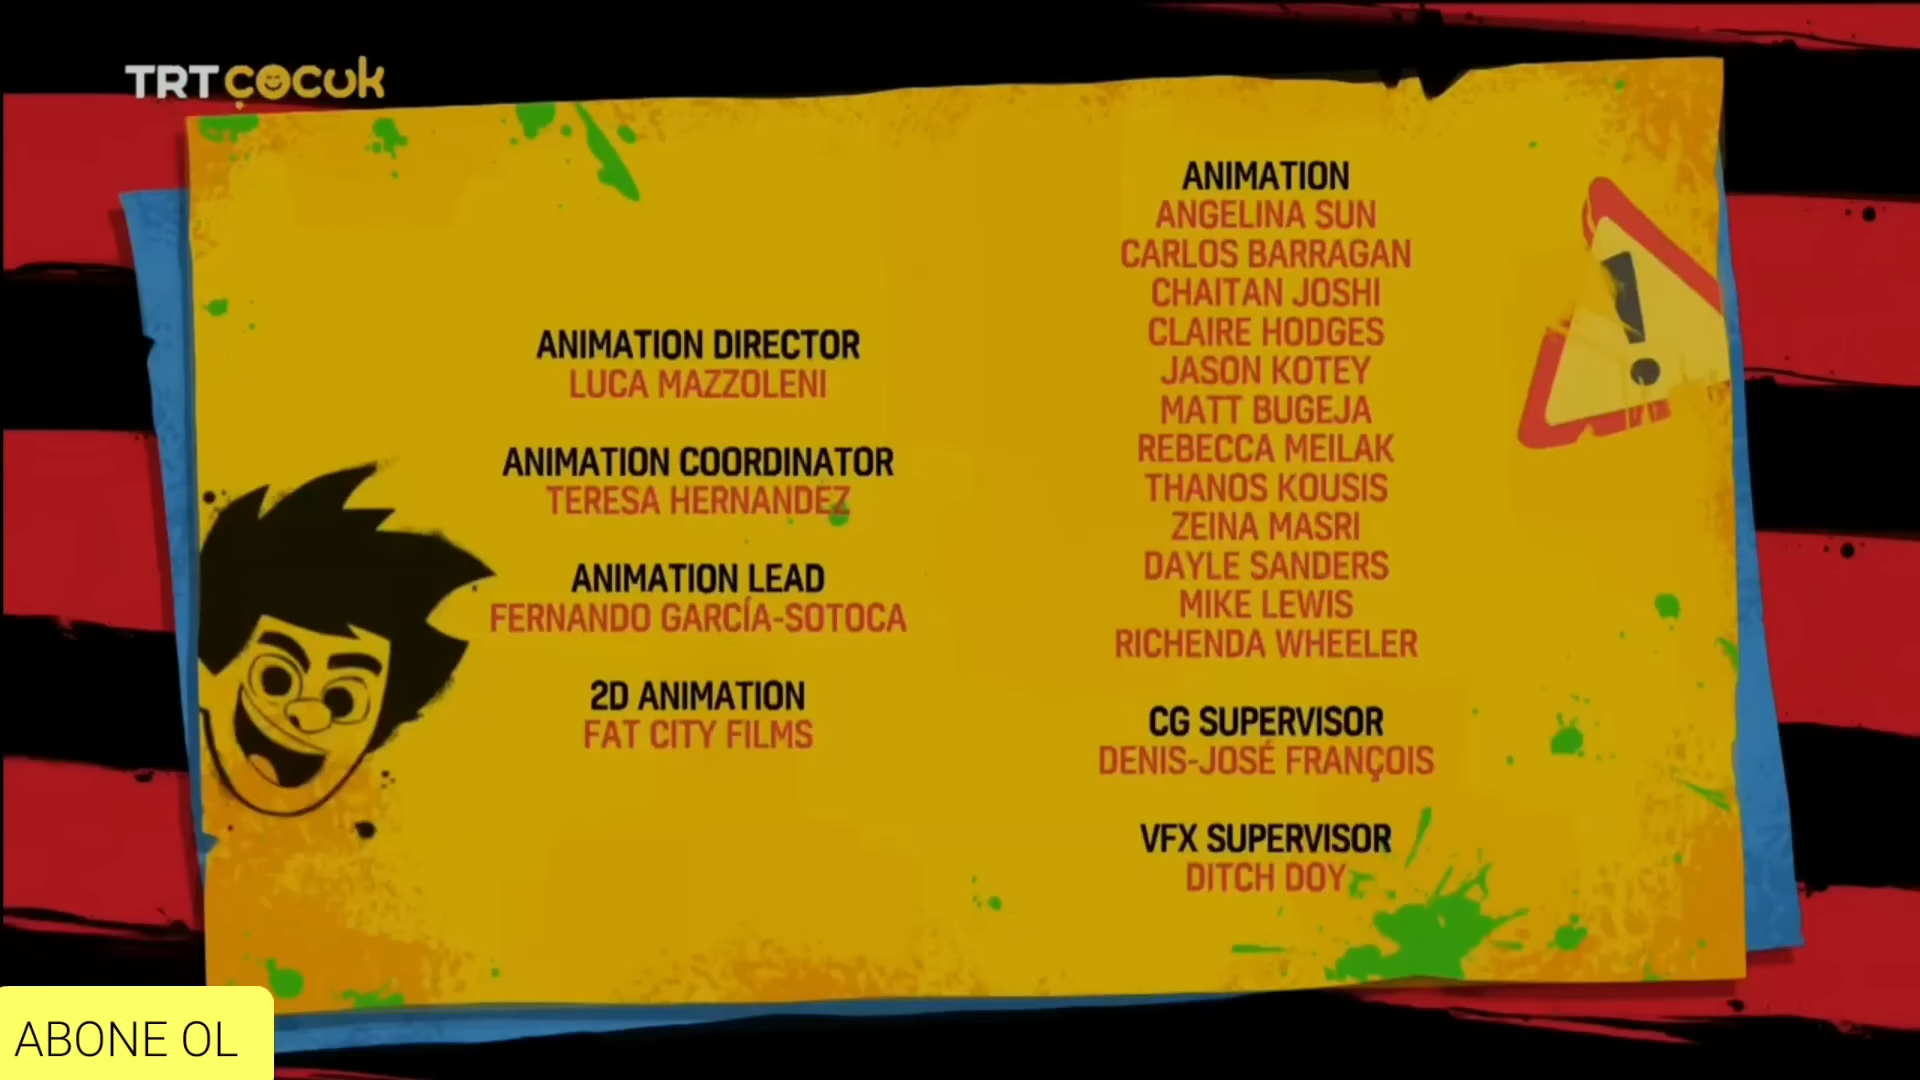 TRT çocuk
ANIMATION DIRECTOR
LUCA MAZZOLENI
ANIMATION COORDINATOR
TERESA HERNANDEZ
ANIMATION LEAD
FERNANDO GARCÍA-SOTOCA
2D ANIMATION
FAT CITY FILMS
ANIMATION
ANGELINA SUN
CARLOS BARRAGAN
CHAITAN JOSHI
CLAIRE HODGES
JASON KOTEY
MATT BUGEJA
REBECCA MEILAK
THANOS KOUSIS
ZEINA MASRI
DAYLE SANDERS
MIKE LEWIS
RICHENDA WHEELER
CG SUPERVISOR
DENIS-JOSÉ FRANÇOIS
VFX SUPERVISOR
DITCH DOY
ABONE OL